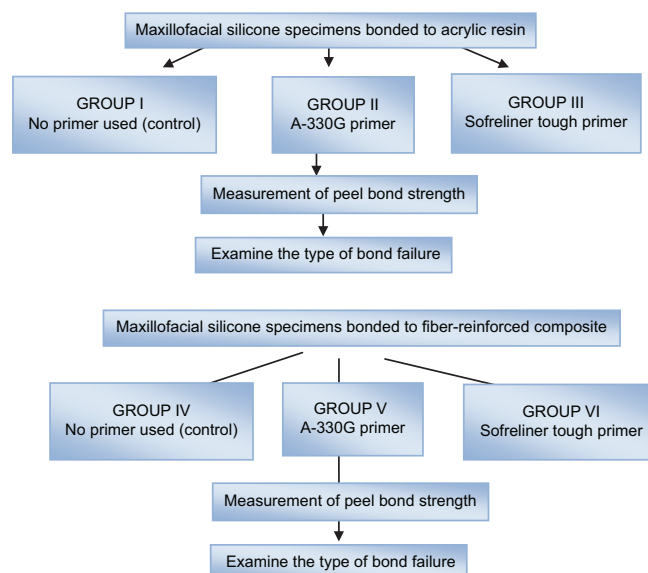 Maxillofacial silicone specimens bonded to acrylic resin
GROUP I
No primer used (control)
GROUP II
A-330G primer
GROUP III
Sofreliner tough primer
Measurement of peel bond strength
Examine the type of bond failure
Maxillofacial silicone specimens bonded to fiber-reinforced composite
GROUP IV
No primer used (control)
GROUP V
A-330G primer
GROUP VI
Sofreliner tough primer
Measurement of peel bond strength
Examine the type of bond failure